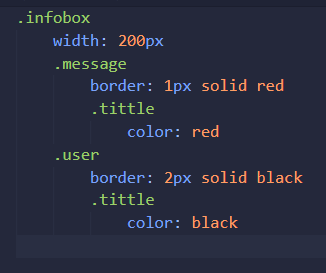 .infobox
    width: 200px
    .message
        border: 1px solid red
        .tittle
            color: red
    .user
        border: 2px solid black
        .tittle
            color: black